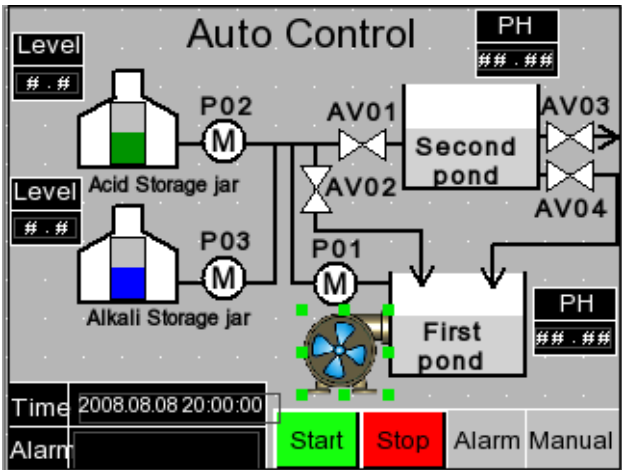 Auto Control
PH
Level
##.##
#.#
P02
AV01
AV03
M
Second
pond
Acid Storage jar
AV02
Level
AV04
#.#
P03
P01
M
M
PH
Alkali Storage jar
First
pond
##.##
Time
2008.08.08 20:00:00
Start
Stop
Alarm
Manual
Alarm